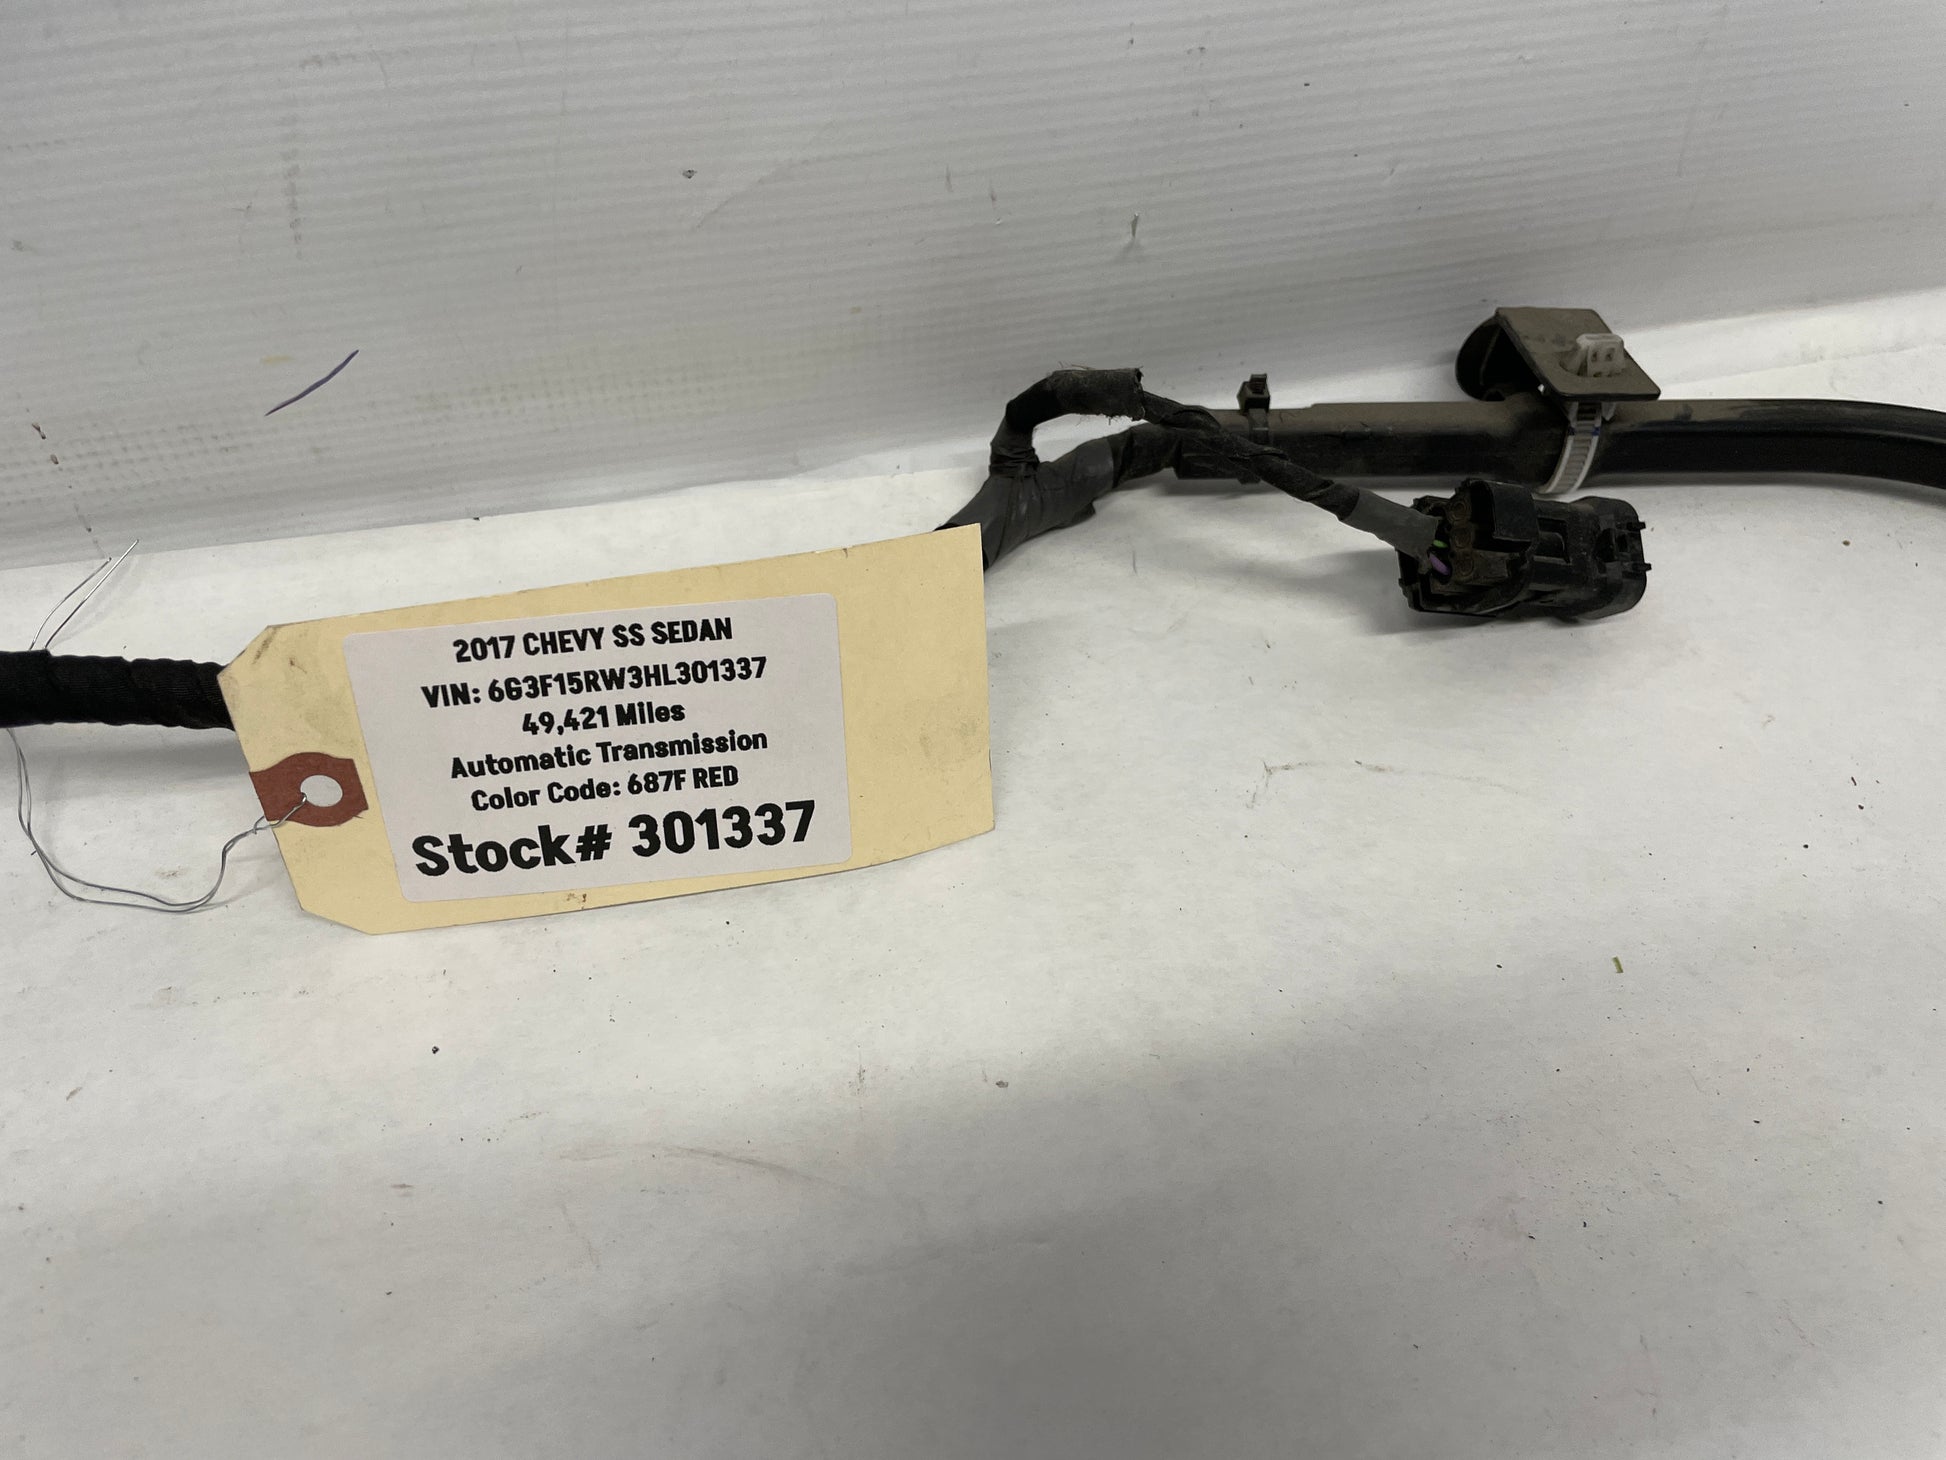 2017 CHEVY SS SEDAN
VIN: 6G3F15RW3HL301337
49,421 Miles
Automatic Transmission
Color Code: 687F RED
Stock# 301337